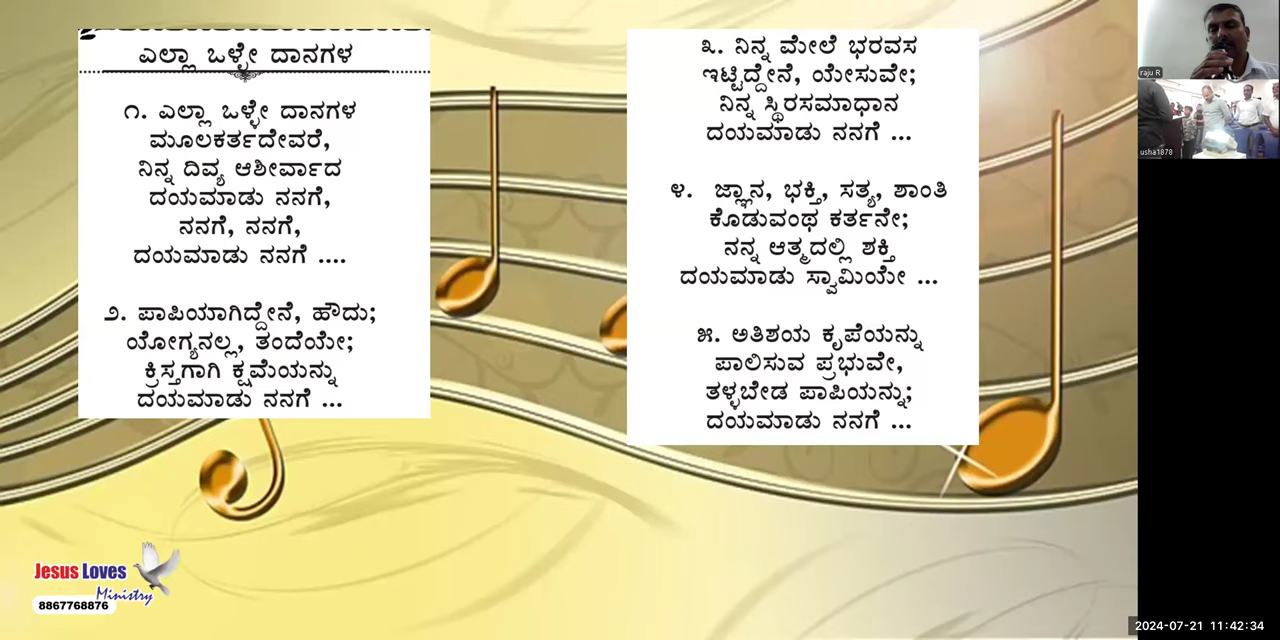 ಎಲ್ಲಾ ಒಳ್ಳೇ ದಾನಗಳ
೧. ಎಲ್ಲಾ ಒಳ್ಳೇ ದಾನಗಳ
ಮೂಲಕರ್ತದೇವರೆ,
ನಿನ್ನ ದಿವ್ಯ ಆಶೀರ್ವಾದ
ದಯಮಾಡು ನನಗೆ,
ನನಗೆ, ನನಗೆ,
ದಯಮಾಡು ನನಗೆ ....
೨. ಪಾಪಿಯಾಗಿದ್ದೇನೆ, ಹೌದು;
ಯೋಗ್ಯನಲ್ಲ, ತಂದೆಯೇ;
ಕ್ರಿಸ್ತಗಾಗಿ ಕ್ಷಮೆಯನ್ನು
ದಯಮಾಡು ನನಗೆ ...
೩. ನಿನ್ನ ಮೇಲೆ ಭರವಸ
ಇಟ್ಟಿದ್ದೇನೆ, ಯೇಸುವೇ;
ನಿನ್ನ ಸ್ಥಿರಸಮಾಧಾನ
ದಯಮಾಡು ನನಗೆ ...
೪. ಜ್ಞಾನ, ಭಕ್ತಿ, ಸತ್ಯ, ಶಾಂತಿ
ಕೊಡುವಂಥ ಕರ್ತನೇ;
ನನ್ನ ಆತ್ಮದಲ್ಲಿ ಶಕ್ತಿ
ದಯಮಾಡು ಸ್ವಾಮಿಯೇ ...
೫. ಅತಿಶಯ ಕೃಪೆಯನ್ನು
ಪಾಲಿಸುವ ಪ್ರಭುವೇ,
ತಳ್ಳಬೇಡ ಪಾಪಿಯನ್ನು;
ದಯಮಾಡು ನನಗೆ ...
Jesus Loves
Ministry
8867768876
raju R
usha1878
2024-07-21 11:42:34